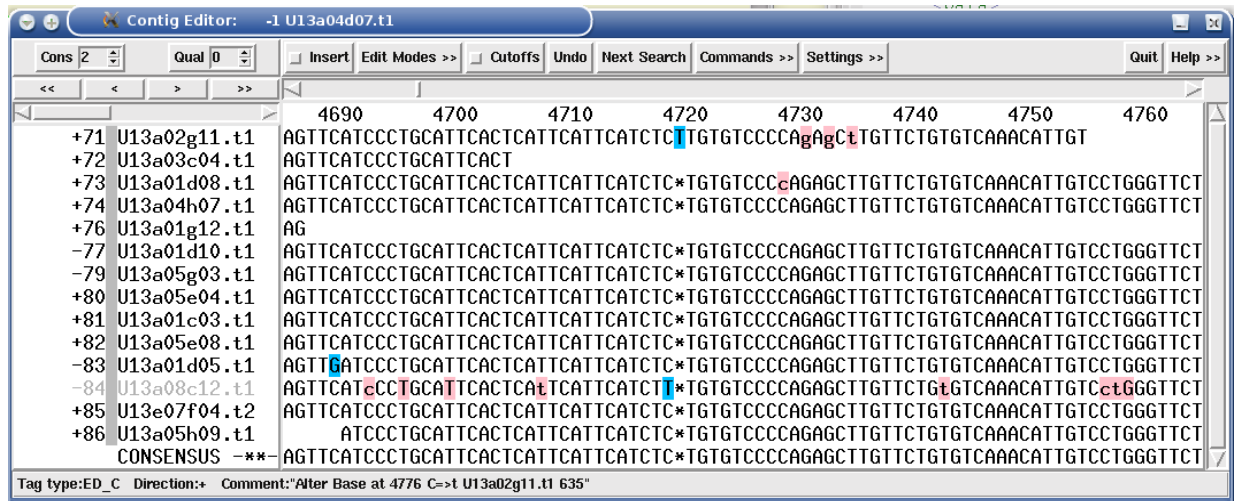 Contig Editor: -1 U13a04d07.t1
Cons 2 Qual 0 Insert Edit Modes >> Cutoffs Undo Next Search Commands >> Settings >> Quit Help >>
<< < > >>
4690 4700 4710 4720 4730 4740 4750 4760
+71 U13a02g11.t1 AGTTCATCCCTGCATTCACTCATTCATTCATCTCTTGTGTCCCCAgAgCtTGTTCTGTGTCAAACATTGT
+72 U13a03c04.t1 AGTTCATCCCTGCATTCACT
+73 U13a01d08.t1 AGTTCATCCCTGCATTCACTCATTCATTCATCTC*TGTGTCCCcAGAGCTTGTTCTGTGTCAAACATTGTCCTGGGTTCT
+74 U13a04h07.t1 AGTTCATCCCTGCATTCACTCATTCATTCATCTC*TGTGTCCCCAGAGCTTGTTCTGTGTCAAACATTGTCCTGGGTTCT
+76 U13a01g12.t1 AG
-77 U13a01d10.t1 AGTTCATCCCTGCATTCACTCATTCATTCATCTC*TGTGTCCCCAGAGCTTGTTCTGTGTCAAACATTGTCCTGGGTTCT
-79 U13a05g03.t1 AGTTCATCCCTGCATTCACTCATTCATTCATCTC*TGTGTCCCCAGAGCTTGTTCTGTGTCAAACATTGTCCTGGGTTCT
+80 U13a05e04.t1 AGTTCATCCCTGCATTCACTCATTCATTCATCTC*TGTGTCCCCAGAGCTTGTTCTGTGTCAAACATTGTCCTGGGTTCT
+81 U13a01c03.t1 AGTTCATCCCTGCATTCACTCATTCATTCATCTC*TGTGTCCCCAGAGCTTGTTCTGTGTCAAACATTGTCCTGGGTTCT
+82 U13a05e08.t1 AGTTCATCCCTGCATTCACTCATTCATTCATCTC*TGTGTCCCCAGAGCTTGTTCTGTGTCAAACATTGTCCTGGGTTCT
-83 U13a01d05.t1 AGTTGATCCCTGCATTCACTCATTCATTCATCTC*TGTGTCCCCAGAGCTTGTTCTGTGTCAAACATTGTCCTGGGTTCT
-84 U13a08c12.t1 AGTTCATcCCTGCATTCACTCAtTCATTCATCTT*TGTGTCCCCAGAGCTTGTTCTGtGTCAAACATTGTCctGGGTTCT
+85 U13e07f04.t2 AGTTCATCCCTGCATTCACTCATTCATTCATCTC*TGTGTCCCCAGAGCTTGTTCTGTGTCAAACATTGTCCTGGGTTCT
+86 U13a05h09.t1 ATCCCTGCATTCACTCATTCATTCATCTC*TGTGTCCCCAGAGCTTGTTCTGTGTCAAACATTGTCCTGGGTTCT
CONSENSUS -**- AGTTCATCCCTGCATTCACTCATTCATTCATCTC*TGTGTCCCCAGAGCTTGTTCTGTGTCAAACATTGTCCTGGGTTCT
Tag type:ED_C Direction:+ Comment:"Alter Base at 4776 C=>t U13a02g11.t1 635"